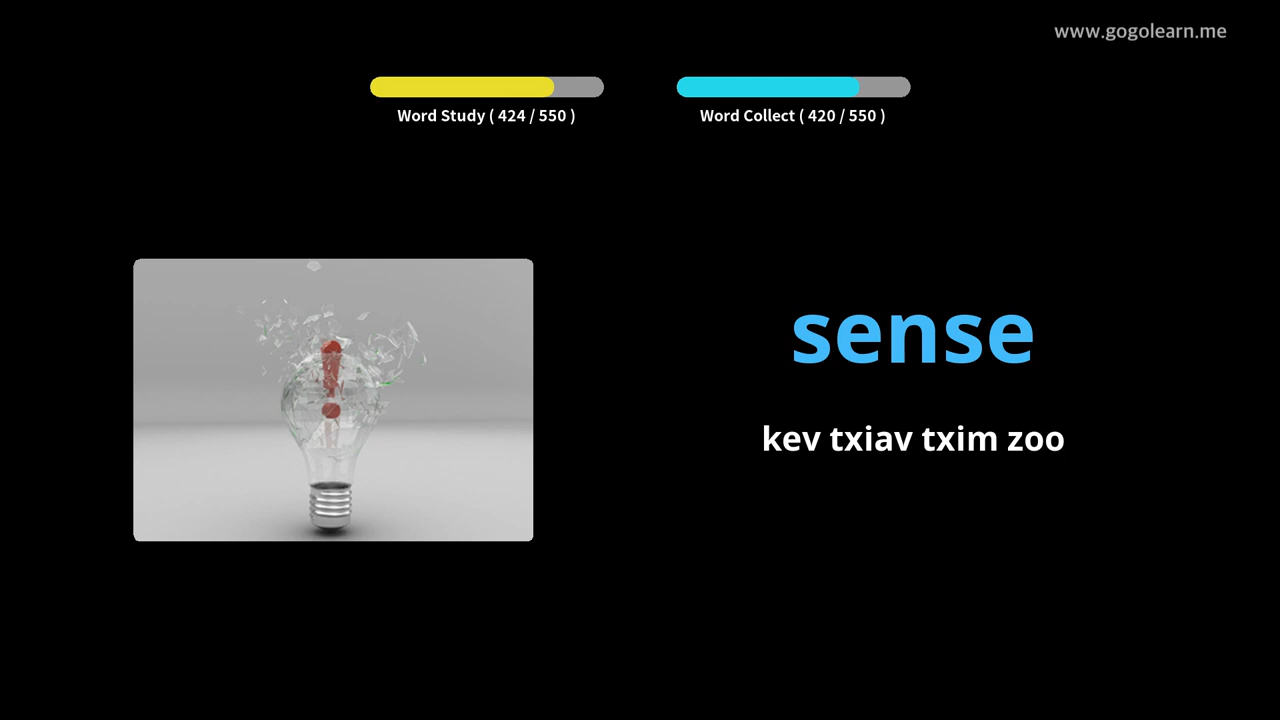 www.gogolearn.me
Word Study ( 424 / 550 )
Word Collect ( 420 / 550 )
sense
kev txiav txim zoo